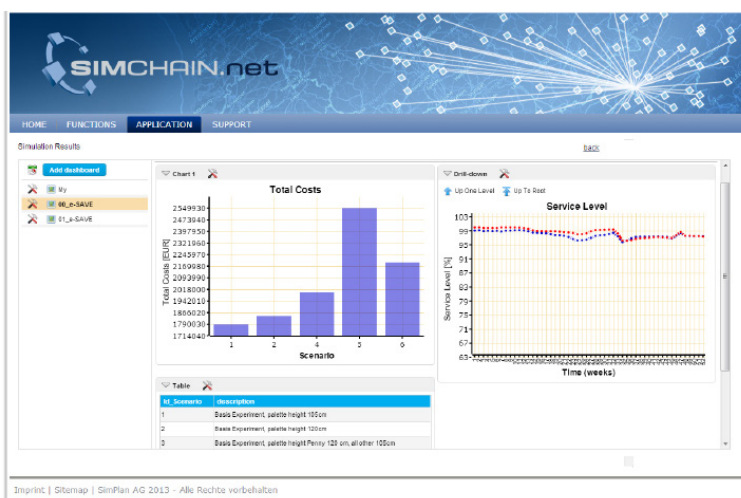 SIMCHAIN.net
HOME FUNCTIONS APPLICATION SUPPORT
Simulation Results
back
Add dashboard
My
00_e-SAVE
01_e-SAVE
Chart 1
Total Costs
Total Costs [EUR]
2549930
2473940
2397950
2321960
2245970
2169980
2093990
2018000
1942010
1866020
1790030
1714040
1 2 4 5 6
Scenario
Drill-down
Up One Level Up To Root
Service Level
Service Level [%]
103
99
95
91
87
83
79
75
71
67
63
Time (weeks)
Table
Id_Scenario description
1 Basis Experiment, palette height 105cm
2 Basis Experiment, palette height 120cm
3 Basis Experiment, palette height Penny 120 cm, all other 105cm
Imprint | Sitemap | SimPlan AG 2013 - Alle Rechte vorbehalten